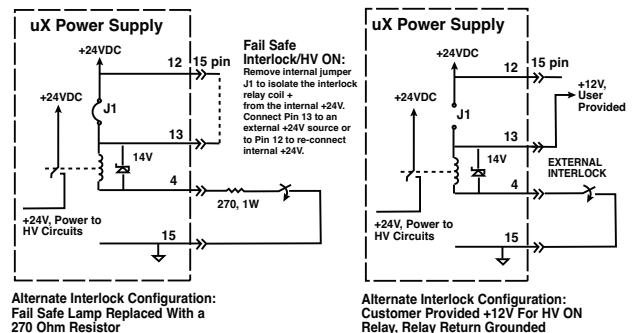 uX Power Supply
+24VDC
12
15 pin
+24VDC
J1
13
14V
4
270, 1W
+24V, Power to
HV Circuits
15
Fail Safe
Interlock/HV ON:
Remove internal jumper
J1 to isolate the interlock
relay coil +
from the internal +24V.
Connect Pin 13 to an
external +24V source or
to Pin 12 to re-connect
internal +24V.
Alternate Interlock Configuration:
Fail Safe Lamp Replaced With a
270 Ohm Resistor
uX Power Supply
+24VDC
12
15 pin
+24VDC
+12V,
User
Provided
J1
13
14V
EXTERNAL
INTERLOCK
4
+24V, Power to
HV Circuits
15
Alternate Interlock Configuration:
Customer Provided +12V For HV ON
Relay, Relay Return Grounded